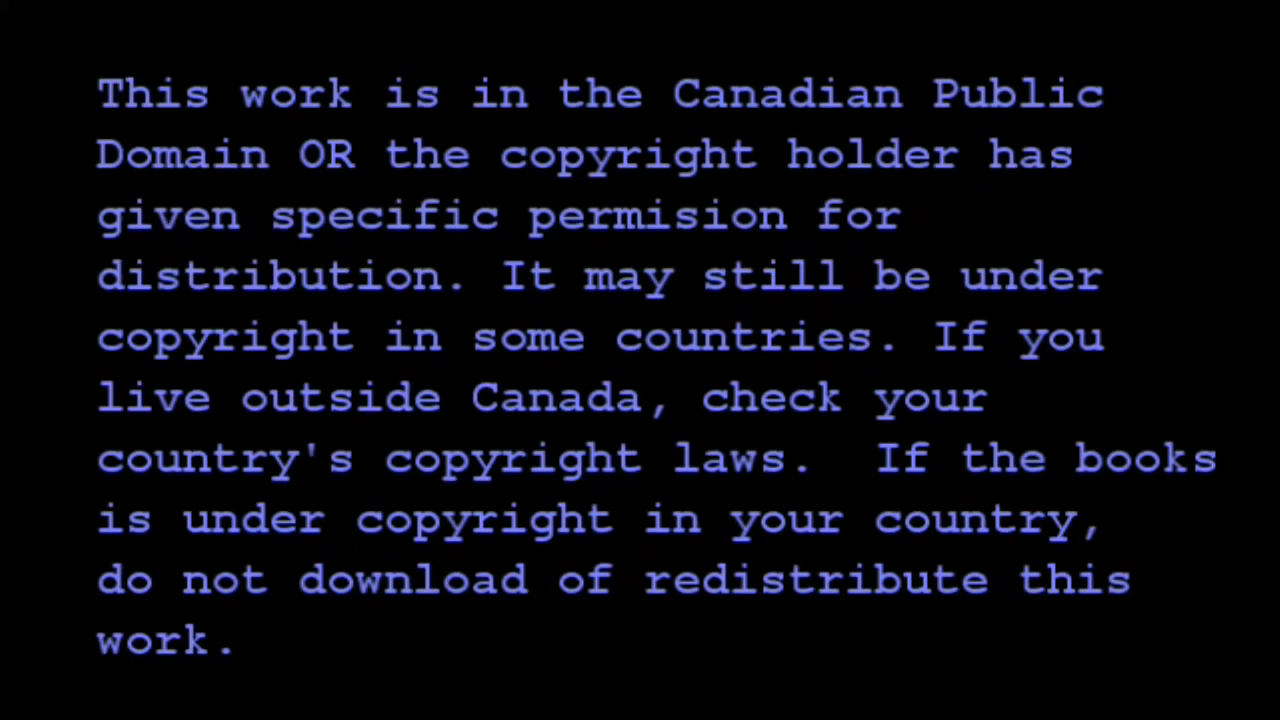 This work is in the Canadian Public
Domain OR the copyright holder has
given specific permision for
distribution. It may still be under
copyright in some countries. If you
live outside Canada, check your
country's copyright laws.  If the books
is under copyright in your country,
do not download of redistribute this
work.